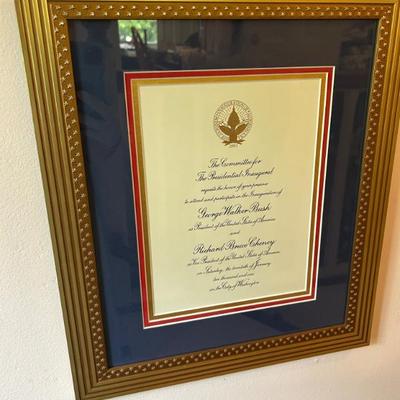 The Committee for
The Presidential Inaugural
requests the honor of your presence
to attend and participate in the Inauguration of
George Walker Bush
as President of the United States of America
and
Richard Bruce Cheney
as Vice President of the United States of America
on Saturday, the twentieth of January
two thousand and one
in the City of Washington